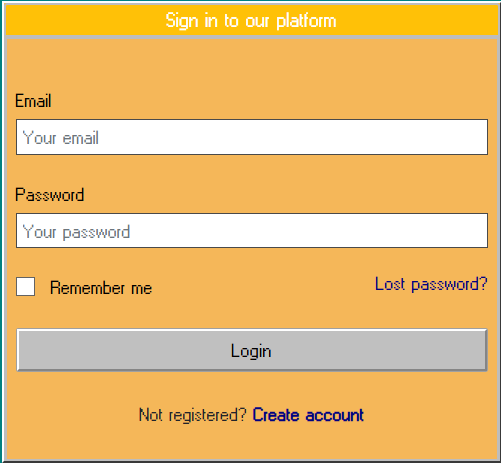 Sign in to our platform
Email
Your email
Password
Your password
Remember me
Lost password?
Login
Not registered? Create account